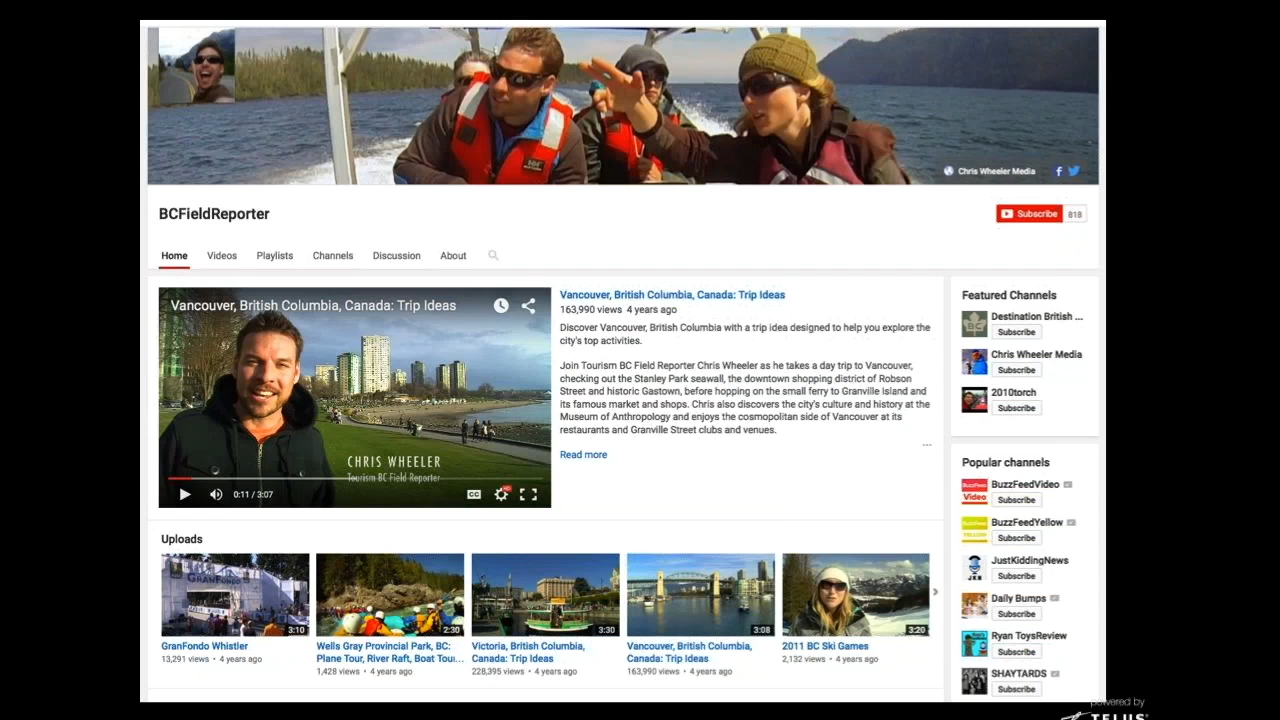 Chris Wheeler Media
BCFieldReporter
Subscribe 818
Home Videos Playlists Channels Discussion About
Vancouver, British Columbia, Canada: Trip Ideas
CHRIS WHEELER
Tourism BC Field Reporter
0:11 / 3:07
CC
HD
Vancouver, British Columbia, Canada: Trip Ideas
163,990 views 4 years ago
Discover Vancouver, British Columbia with a trip idea designed to help you explore the
city's top activities.
Join Tourism BC Field Reporter Chris Wheeler as he takes a day trip to Vancouver,
checking out the Stanley Park seawall, the downtown shopping district of Robson
Street and historic Gastown, before hopping on the small ferry to Granville Island and
its famous market and shops. Chris also discovers the city's culture and history at the
Museum of Anthropology and enjoys the cosmopolitan side of Vancouver at its
restaurants and Granville Street clubs and venues.
...
Read more
Uploads
GRANFONDO
3:10
GranFondo Whistler
13,291 views • 4 years ago
2:30
Wells Gray Provincial Park, BC:
Plane Tour, River Raft, Boat Tou...
1,428 views • 4 years ago
3:30
Victoria, British Columbia,
Canada: Trip Ideas
228,395 views • 4 years ago
3:08
Vancouver, British Columbia,
Canada: Trip Ideas
163,990 views • 4 years ago
3:20
2011 BC Ski Games
2,132 views • 4 years ago
Featured Channels
BC
Destination British ...
Subscribe
Chris Wheeler Media
Subscribe
2010torch
Subscribe
Popular channels
BuzzFeed
Video
BuzzFeedVideo
Subscribe
BuzzFeed
YELLOW
BuzzFeedYellow
Subscribe
JKN
JustKiddingNews
Subscribe
Daily Bumps
Subscribe
Ryan ToysReview
Subscribe
SHAYTARDS
Subscribe
powered by
TELUS